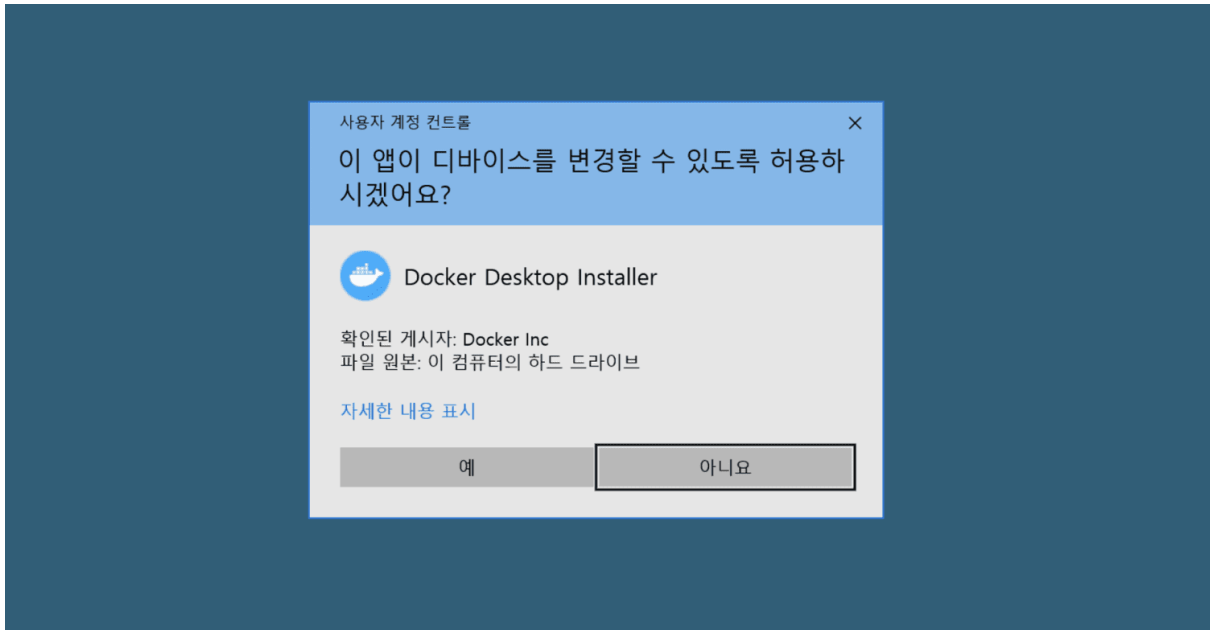 사용자 계정 컨트롤
이 앱이 디바이스를 변경할 수 있도록 허용하
시겠어요?
Docker Desktop Installer
확인된 게시자: Docker Inc
파일 원본: 이 컴퓨터의 하드 드라이브
자세한 내용 표시
예
아니요